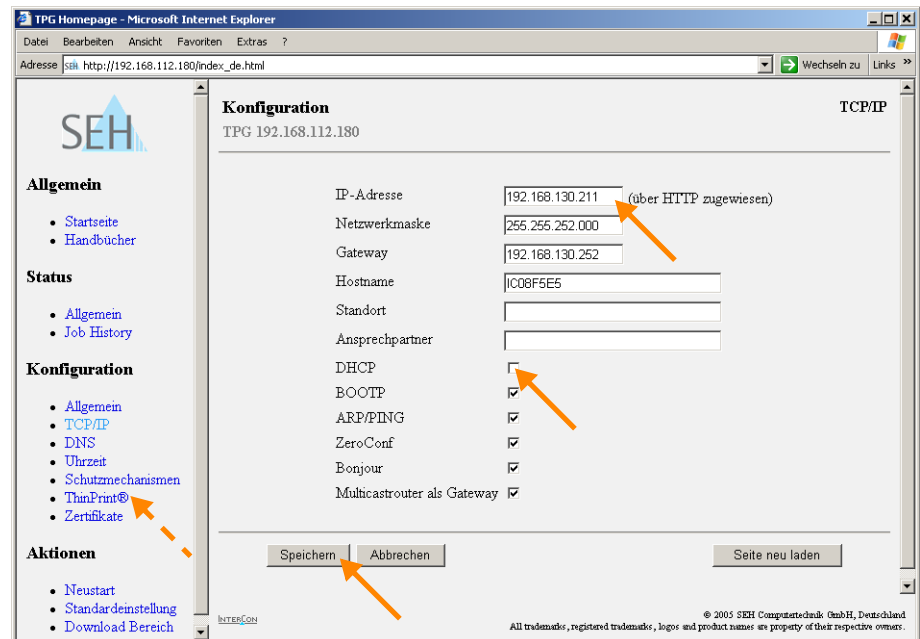 TPG Homepage - Microsoft Internet Explorer
Datei Bearbeiten Ansicht Favoriten Extras ?
Adresse SEH http://192.168.112.180/index_de.html Wechseln zu Links »
SEH
Allgemein
• Startseite
• Handbücher
Status
• Allgemein
• Job History
Konfiguration
• Allgemein
• TCP/IP
• DNS
• Uhrzeit
• Schutzmechanismen
• ThinPrint®
• Zertifikate
Aktionen
• Neustart
• Standardeinstellung
• Download Bereich
Konfiguration TCP/IP
TPG 192.168.112.180
IP-Adresse 192.168.130.211 (über HTTP zugewiesen)
Netzwerkmaske 255.255.252.000
Gateway 192.168.130.252
Hostname IC08F5E5
Standort
Ansprechpartner
DHCP
BOOTP
ARP/PING
ZeroConf
Bonjour
Multicastrouter als Gateway
Speichern Abbrechen Seite neu laden
INTERCON
© 2005 SEH Computertechnik GmbH, Deutschland
All trademarks, registered trademarks, logos and product names are property of their respective owners.